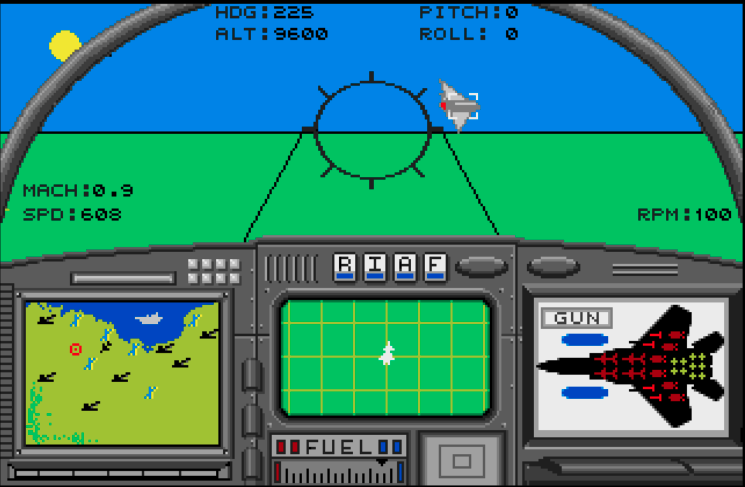 HDG:225 PITCH:0
ALT:9600 ROLL: 0
MACH:0.9
SPD:608 RPM:100
R I A F
GUN
FUEL